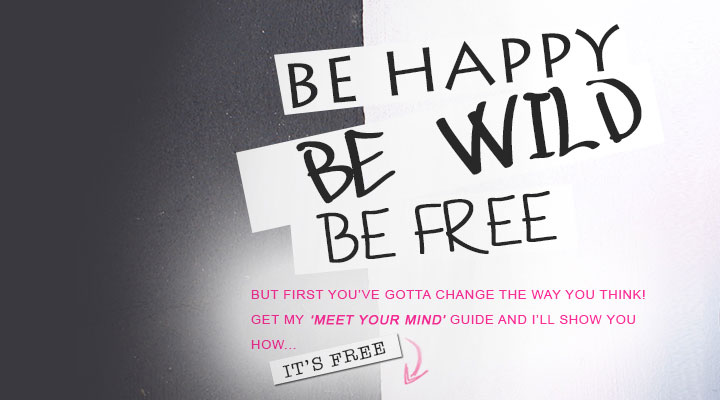 BE HAPPY
BE WILD
BE FREE
BUT FIRST YOU'VE GOTTA CHANGE THE WAY YOU THINK!
GET MY 'MEET YOUR MIND' GUIDE AND I'LL SHOW YOU
HOW...
IT'S FREE